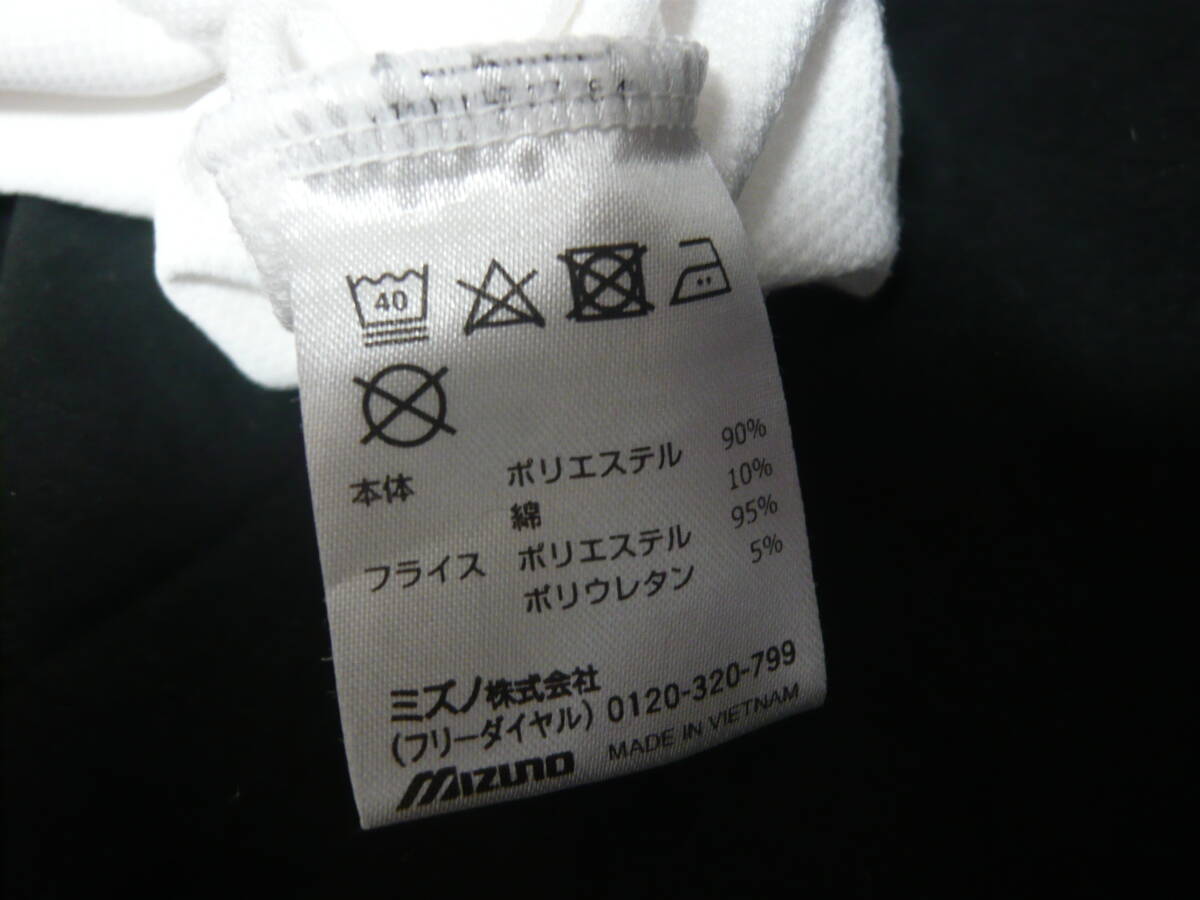 40
本体 ポリエステル 90%
綿 10%
フライス ポリエステル 95%
ポリウレタン 5%
ミズノ株式会社
(フリーダイヤル) 0120-320-799
MIZUNO MADE IN VIETNAM